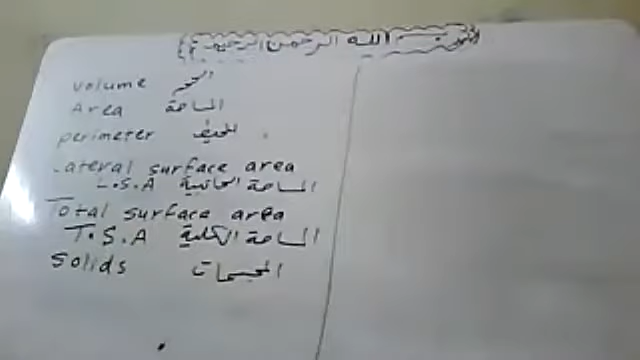 بسم الله الرحمن الرحيم
volume الحجم
Area المساحة
perimeter المحيط
Lateral surface area
L.S.A المساحة الجانبية
Total surface area
T.S.A المساحة الكلية
Solids المجسمات